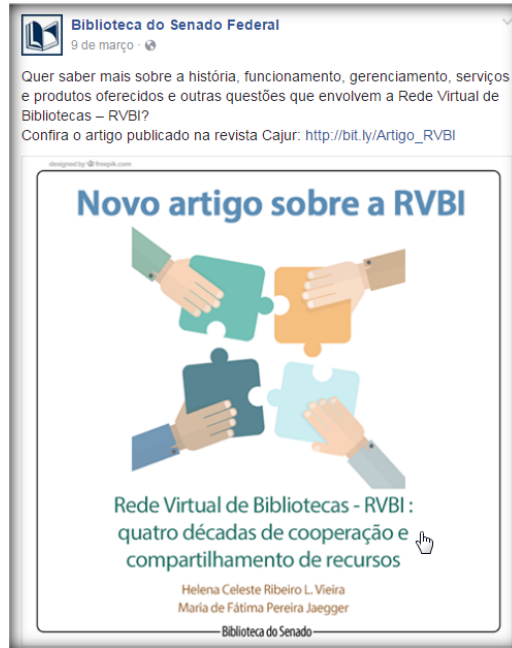 Biblioteca do Senado Federal
9 de março ·
Quer saber mais sobre a história, funcionamento, gerenciamento, serviços
e produtos oferecidos e outras questões que envolvem a Rede Virtual de
Bibliotecas – RVBI?
Confira o artigo publicado na revista Cajur: http://bit.ly/Artigo_RVBI
designed by freepik.com
Novo artigo sobre a RVBI
Rede Virtual de Bibliotecas - RVBI :
quatro décadas de cooperação e
compartilhamento de recursos
Helena Celeste Ribeiro L. Vieira
Maria de Fátima Pereira Jaegger
Biblioteca do Senado